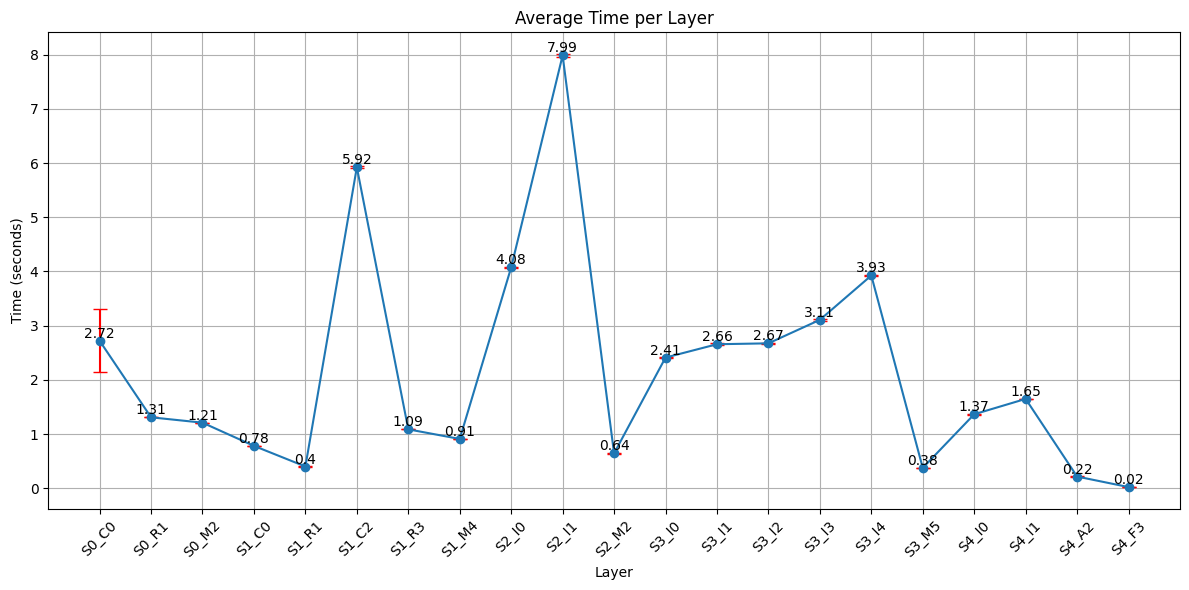 Average Time per Layer
Time (seconds)
8
7
6
5
4
3
2
1
0
2.72
1.31
1.21
0.78
0.4
5.92
1.09
0.91
4.08
7.99
0.64
2.41
2.66
2.67
3.11
3.93
0.38
1.37
1.65
0.22
0.02
S0_C0
S0_R1
S0_M2
S1_C0
S1_R1
S1_C2
S1_R3
S1_M4
S2_I0
S2_I1
S2_M2
S3_I0
S3_I1
S3_I2
S3_I3
S3_I4
S3_M5
S4_I0
S4_I1
S4_A2
S4_F3
Layer